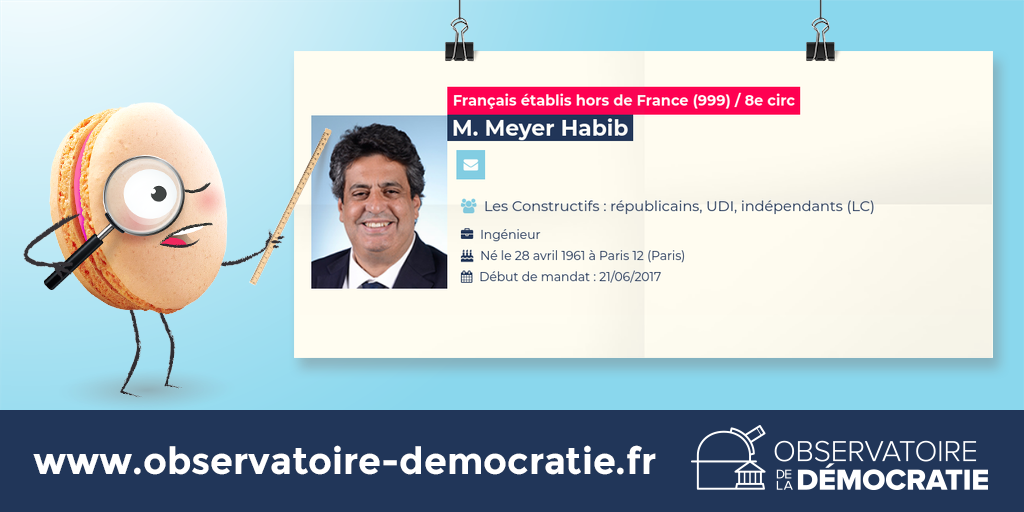 Français établis hors de France (999) / 8e circ
M. Meyer Habib
Les Constructifs : républicains, UDI, indépendants (LC)
Ingénieur
Né le 28 avril 1961 à Paris 12 (Paris)
Début de mandat : 21/06/2017
www.observatoire-democratie.fr
OBSERVATOIRE
DE LA DÉMOCRATIE